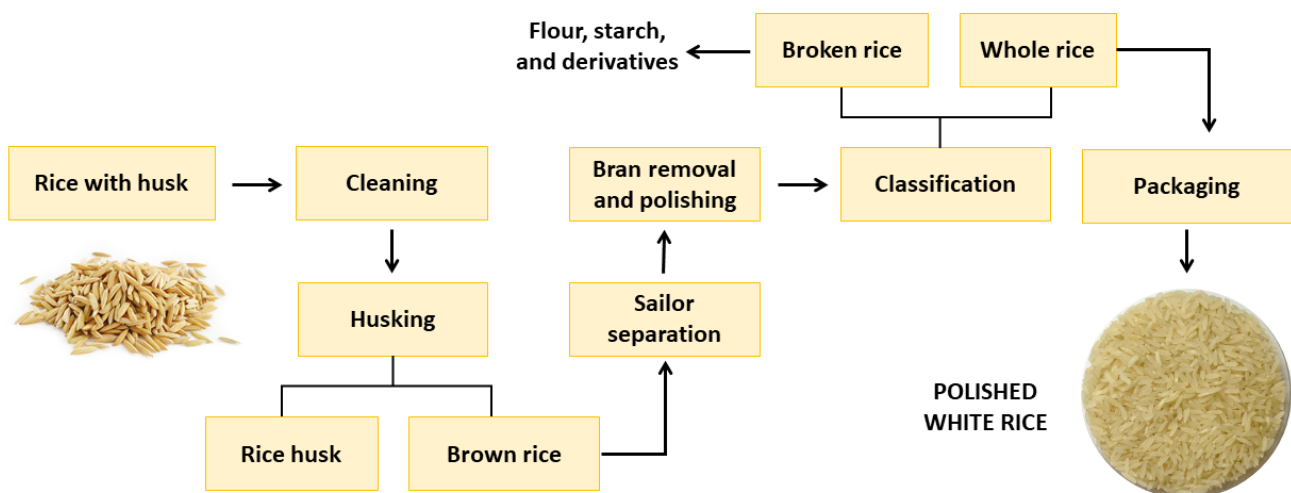 Flour, starch,
and derivatives
Broken rice
Whole rice
Rice with husk
Cleaning
Bran removal
and polishing
Classification
Packaging
Husking
Sailor
separation
Rice husk
Brown rice
POLISHED
WHITE RICE